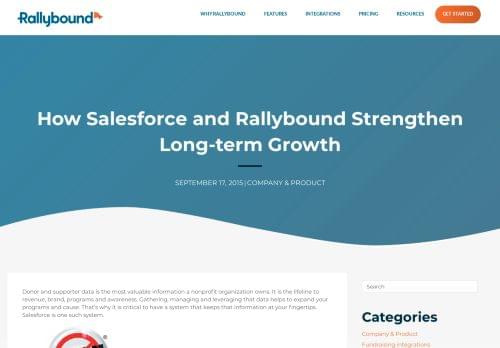 Rallybound
WHY RALLYBOUND
FEATURES
INTEGRATIONS
PRICING
RESOURCES
GET STARTED
How Salesforce and Rallybound Strengthen
Long-term Growth
SEPTEMBER 17, 2015 | COMPANY & PRODUCT
Donor and supporter data is the most valuable information a nonprofit organization owns. It is the lifeline to
revenue, brand, programs and awareness. Gathering, managing and leveraging that data helps to expand your
programs and cause. That's why it is critical to have a system that keeps that information at your fingertips.
Salesforce is one such system.
Search
Categories
Company & Product
Fundraising Integrations